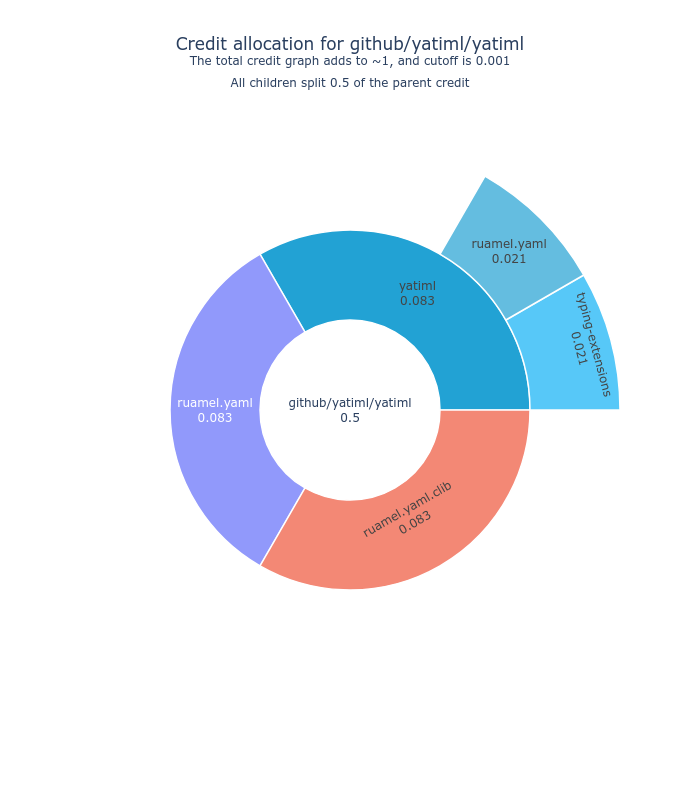 Credit allocation for github/yatiml/yatiml
The total credit graph adds to ~1, and cutoff is 0.001
All children split 0.5 of the parent credit
ruamel.yaml
0.021
yatiml
0.083
typing-extensions
0.021
ruamel.yaml
0.083
github/yatiml/yatiml
0.5
ruamel.yaml.clib
0.083